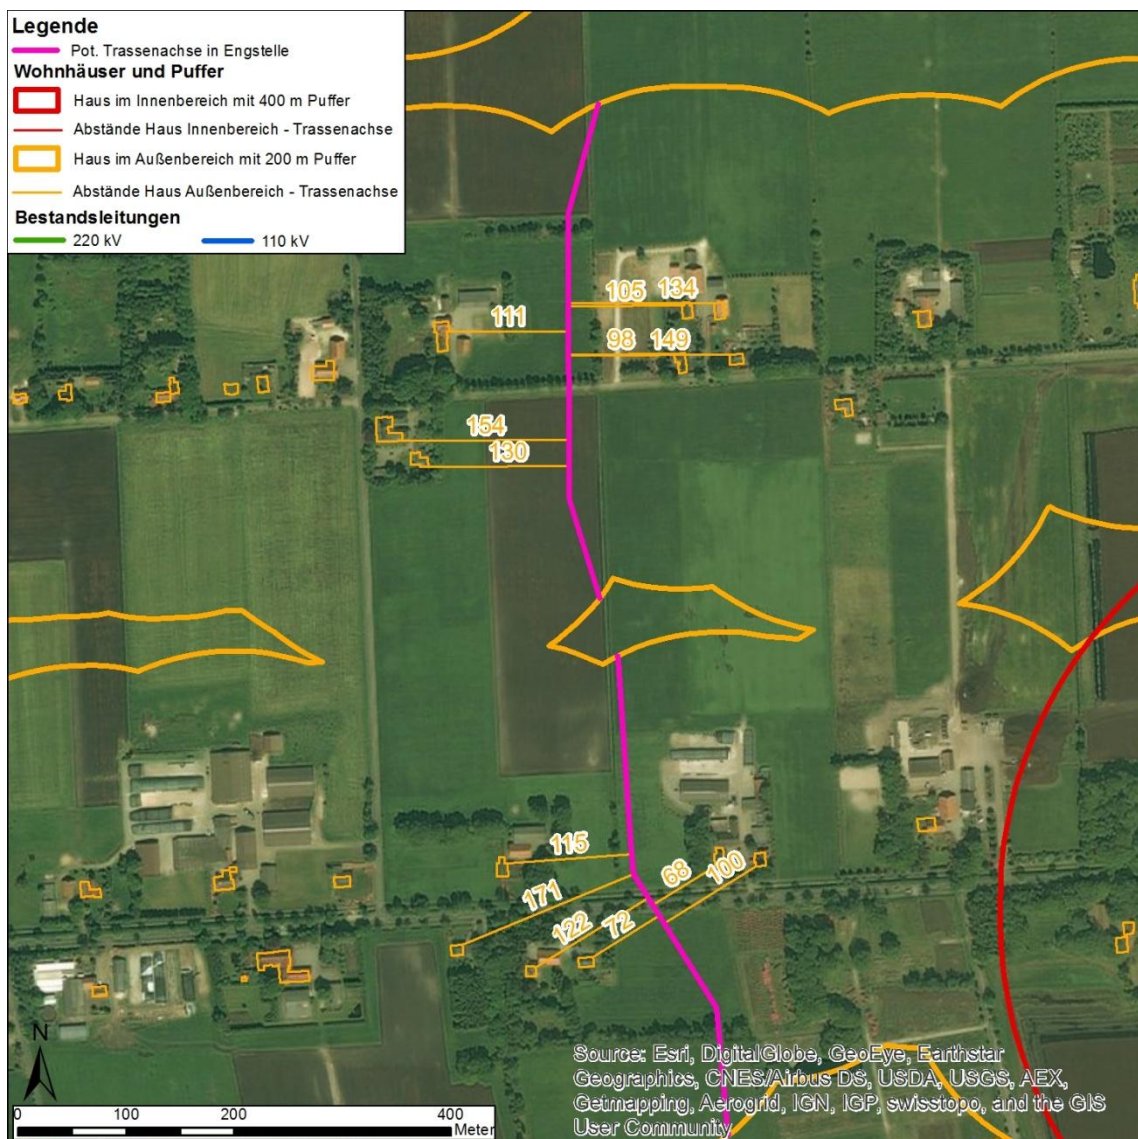 Legende
Pot. Trassenachse in Engstelle
Wohnhäuser und Puffer
Haus im Innenbereich mit 400 m Puffer
Abstände Haus Innenbereich - Trassenachse
Haus im Außenbereich mit 200 m Puffer
Abstände Haus Außenbereich - Trassenachse
Bestandsleitungen
220 kV 110 kV
105 134
111
98 149
154
130
115
68 100
171
122 72
N
0 100 200 400
Meter
Source: Esri, DigitalGlobe, GeoEye, Earthstar
Geographics, CNES/Airbus DS, USDA, USGS, AEX,
Getmapping, Aerogrid, IGN, IGP, swisstopo, and the GIS
User Community